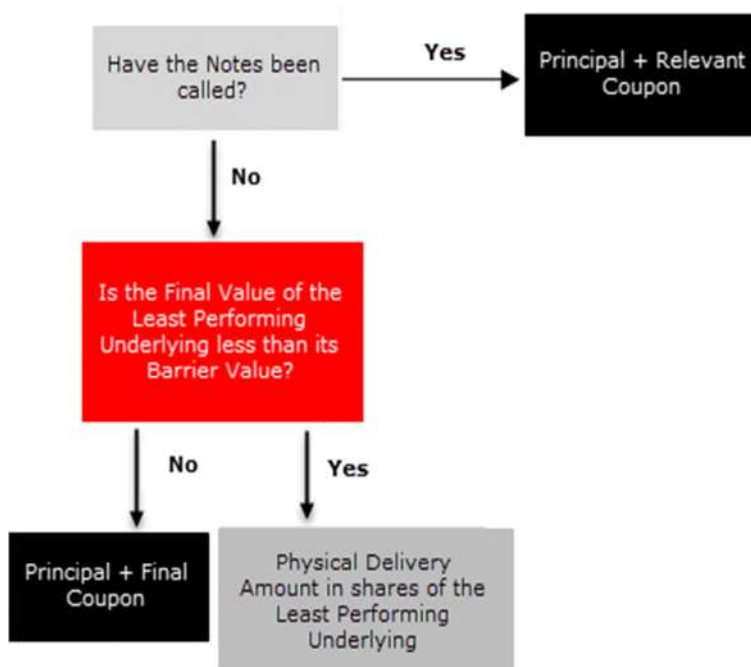 Have the Notes been
called?
Yes
Principal + Relevant
Coupon
No
Is the Final Value of the
Least Performing
Underlying less than its
Barrier Value?
No
Yes
Principal + Final
Coupon
Physical Delivery
Amount in shares of the
Least Performing
Underlying